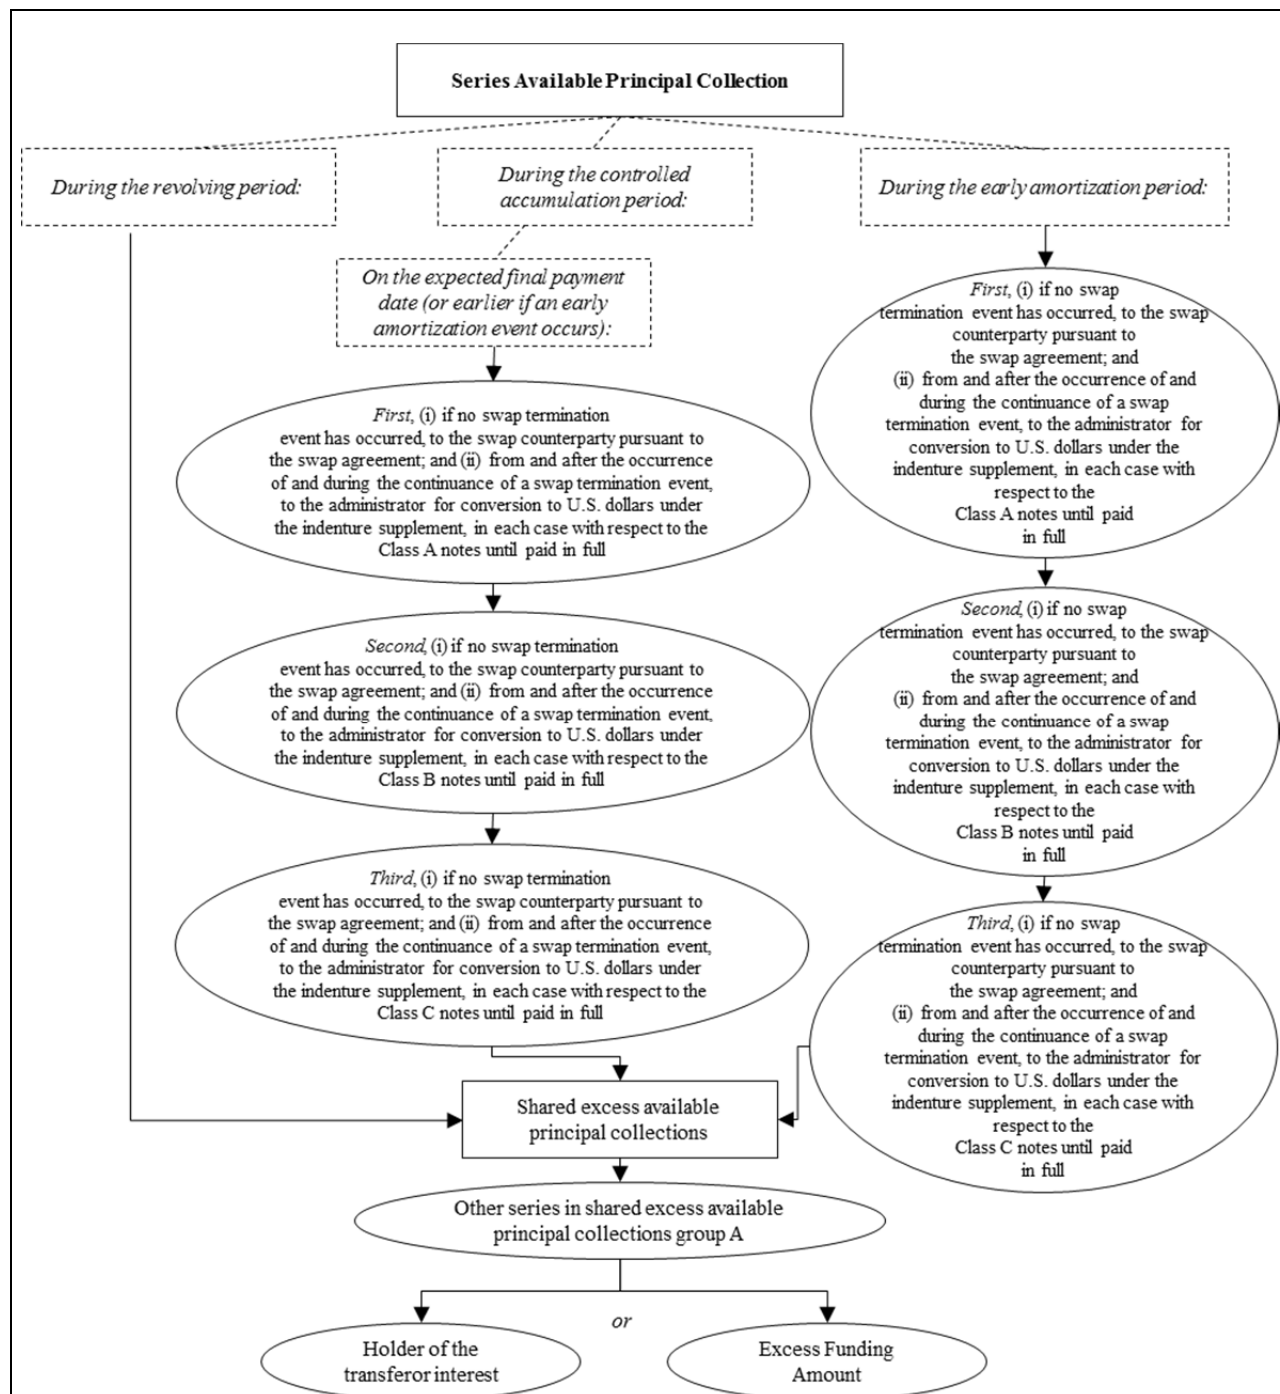 Series Available Principal Collection
During the revolving period:
During the controlled
accumulation period:
During the early amortization period:
On the expected final payment
date (or earlier if an early
amortization event occurs):
First, (i) if no swap termination
event has occurred, to the swap counterparty pursuant to
the swap agreement; and (ii) from and after the occurrence
of and during the continuance of a swap termination event,
to the administrator for conversion to U.S. dollars under
the indenture supplement, in each case with respect to the
Class A notes until paid in full
Second, (i) if no swap termination
event has occurred, to the swap counterparty pursuant to
the swap agreement; and (ii) from and after the occurrence
of and during the continuance of a swap termination event,
to the administrator for conversion to U.S. dollars under
the indenture supplement, in each case with respect to the
Class B notes until paid in full
Third, (i) if no swap termination
event has occurred, to the swap counterparty pursuant to
the swap agreement; and (ii) from and after the occurrence
of and during the continuance of a swap termination event,
to the administrator for conversion to U.S. dollars under
the indenture supplement, in each case with respect to the
Class C notes until paid in full
First, (i) if no swap
termination event has occurred, to the swap
counterparty pursuant to
the swap agreement; and
(ii) from and after the occurrence of and
during the continuance of a swap
termination event, to the administrator for
conversion to U.S. dollars under the
indenture supplement, in each case with
respect to the
Class A notes until paid
in full
Second, (i) if no swap
termination event has occurred, to the swap
counterparty pursuant to
the swap agreement; and
(ii) from and after the occurrence of and
during the continuance of a swap
termination event, to the administrator for
conversion to U.S. dollars under the
indenture supplement, in each case with
respect to the
Class B notes until paid
in full
Third, (i) if no swap
termination event has occurred, to the swap
counterparty pursuant to
the swap agreement; and
(ii) from and after the occurrence of and
during the continuance of a swap
termination event, to the administrator for
conversion to U.S. dollars under the
indenture supplement, in each case with
respect to the
Class C notes until paid
in full
Shared excess available
principal collections
Other series in shared excess available
principal collections group A
or
Holder of the
transferor interest
Excess Funding
Amount